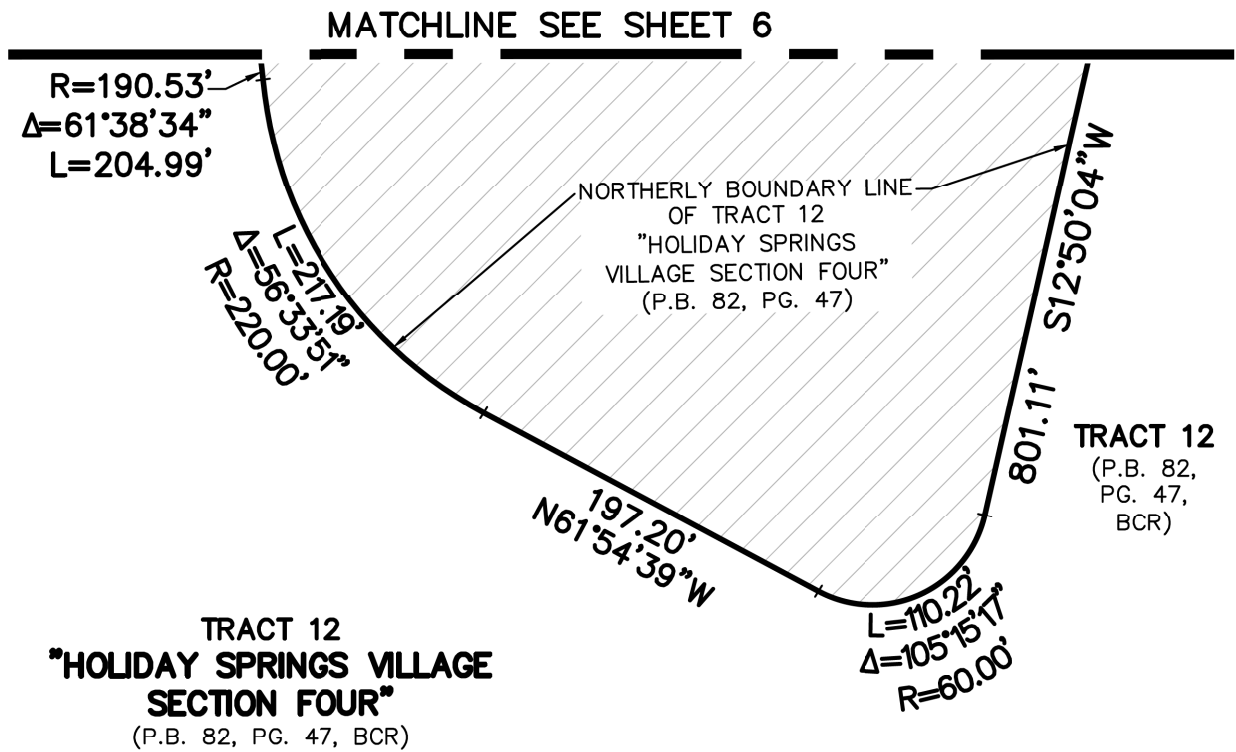 MATCHLINE SEE SHEET 6
R=190.53'
Δ=61°38'34"
L=204.99'
L=217.19'
Δ=56°33'51"
R=220.00'
NORTHERLY BOUNDARY LINE
OF TRACT 12
"HOLIDAY SPRINGS
VILLAGE SECTION FOUR"
(P.B. 82, PG. 47)
S12°50'04"W
801.11'
TRACT 12
(P.B. 82,
PG. 47,
BCR)
197.20'
N61°54'39"W
L=110.22'
Δ=105°15'17"
R=60.00'
TRACT 12
"HOLIDAY SPRINGS VILLAGE
SECTION FOUR"
(P.B. 82, PG. 47, BCR)